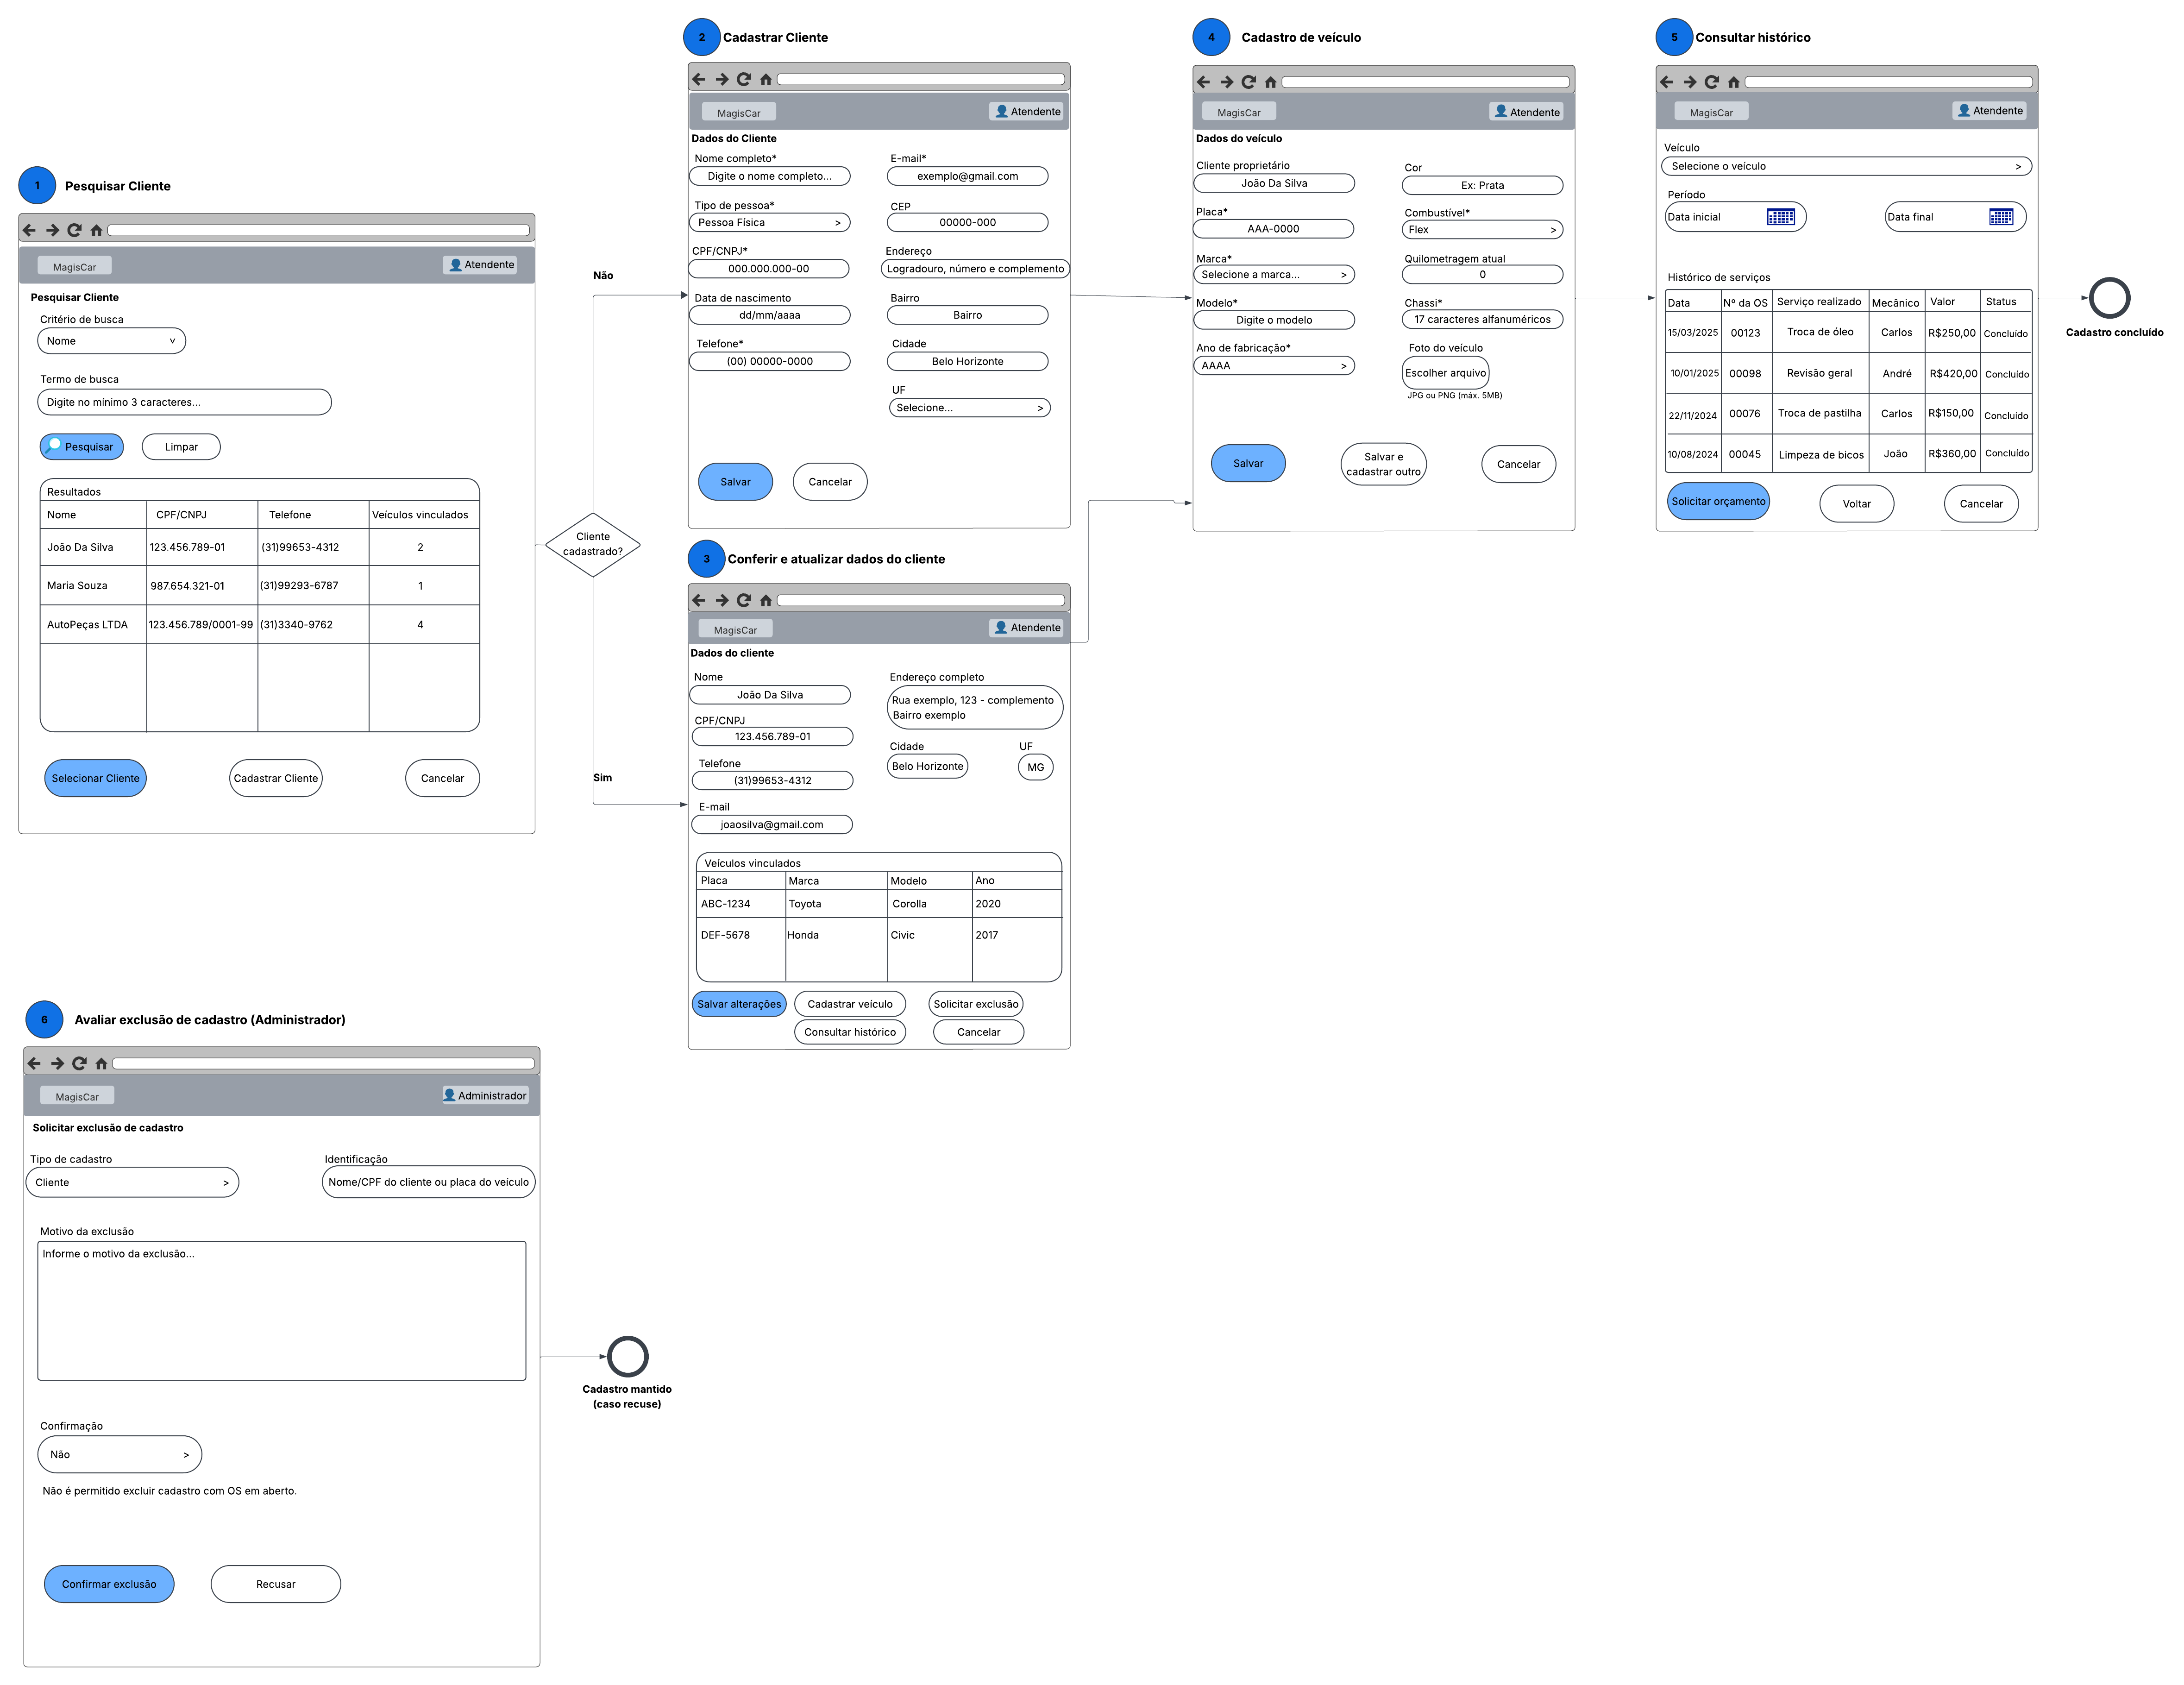 1
Pesquisar Cliente
MagisCar
Atendente
Pesquisar Cliente
Critério de busca
Nome v
Termo de busca
Digite no mínimo 3 caracteres...
Pesquisar Limpar
Resultados
Nome CPF/CNPJ Telefone Veículos vinculados
João Da Silva 123.456.789-01 (31)99653-4312 2
Maria Souza 987.654.321-01 (31)99293-6787 1
AutoPeças LTDA 123.456.789/0001-99 (31)3340-9762 4
Selecionar Cliente Cadastrar Cliente Cancelar
Cliente
cadastrado?
Não
Sim
2
Cadastrar Cliente
MagisCar
Atendente
Dados do Cliente
Nome completo* E-mail*
Digite o nome completo... exemplo@gmail.com
Tipo de pessoa* CEP
Pessoa Física > 00000-000
CPF/CNPJ* Endereço
000.000.000-00 Logradouro, número e complemento
Data de nascimento Bairro
dd/mm/aaaa Bairro
Telefone* Cidade
(00) 00000-0000 Belo Horizonte
UF
Selecione... >
Salvar Cancelar
3
Conferir e atualizar dados do cliente
MagisCar
Atendente
Dados do cliente
Nome Endereço completo
João Da Silva
Rua exemplo, 123 - complemento
Bairro exemplo
CPF/CNPJ
123.456.789-01
Cidade UF
Belo Horizonte MG
Telefone
(31)99653-4312
E-mail
joaosilva@gmail.com
Veículos vinculados
Placa Marca Modelo Ano
ABC-1234 Toyota Corolla 2020
DEF-5678 Honda Civic 2017
Salvar alterações Cadastrar veículo Solicitar exclusão
Consultar histórico Cancelar
4
Cadastro de veículo
MagisCar
Atendente
Dados do veículo
Cliente proprietário Cor
João Da Silva Ex: Prata
Placa* Combustível*
AAA-0000 Flex >
Marca* Quilometragem atual
Selecione a marca... > 0
Modelo* Chassi*
Digite o modelo 17 caracteres alfanuméricos
Ano de fabricação* Foto do veículo
AAAA > Escolher arquivo
JPG ou PNG (máx. 5MB)
Salvar
Salvar e
cadastrar outro
Cancelar
5
Consultar histórico
MagisCar
Atendente
Veículo
Selecione o veículo >
Período
Data inicial Data final
Histórico de serviços
Data Nº da OS Serviço realizado Mecânico Valor Status
15/03/2025 00123 Troca de óleo Carlos R$250,00 Concluído
10/01/2025 00098 Revisão geral André R$420,00 Concluído
22/11/2024 00076 Troca de pastilha Carlos R$150,00 Concluído
10/08/2024 00045 Limpeza de bicos João R$360,00 Concluído
Solicitar orçamento Voltar Cancelar
Cadastro concluído
6
Avaliar exclusão de cadastro (Administrador)
MagisCar
Administrador
Solicitar exclusão de cadastro
Tipo de cadastro Identificação
Cliente > Nome/CPF do cliente ou placa do veículo
Motivo da exclusão
Informe o motivo da exclusão...
Confirmação
Não >
Não é permitido excluir cadastro com OS em aberto.
Confirmar exclusão Recusar
Cadastro mantido
(caso recuse)